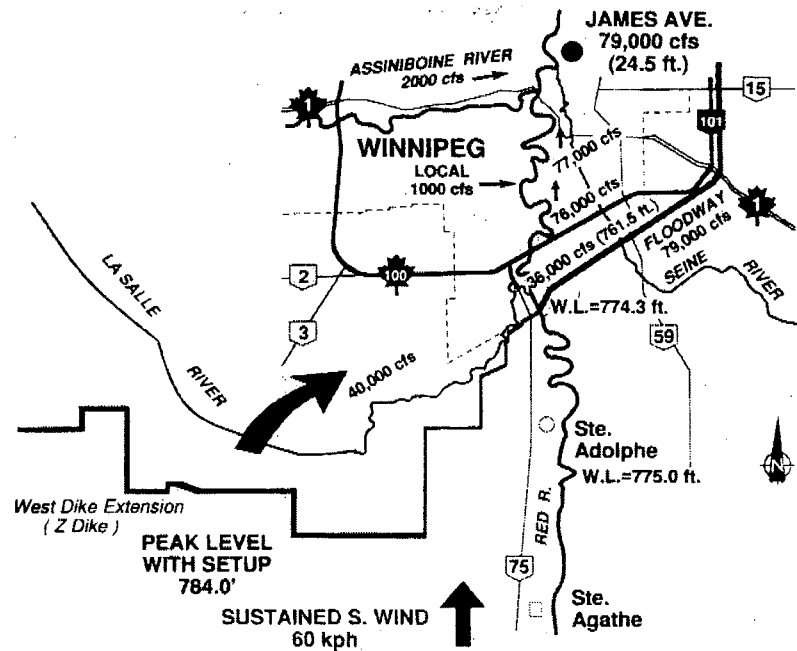 JAMES AVE.
79,000 cfs
(24.5 ft.)
ASSINIBOINE RIVER
2000 cfs
1
15
101
WINNIPEG
LOCAL
1000 cfs
77,000 cfs
76,000 cfs
36,000 cfs (761.5 ft.)
FLOODWAY
79,000 cfs
1
SEINE
RIVER
2
100
LA SALLE
RIVER
W.L.=774.3 ft.
3
59
40,000 cfs
Ste.
Adolphe
N
W.L.=775.0 ft.
West Dike Extension
( Z Dike )
RED R.
PEAK LEVEL
WITH SETUP
784.0'
75
Ste.
Agathe
SUSTAINED S. WIND
60 kph